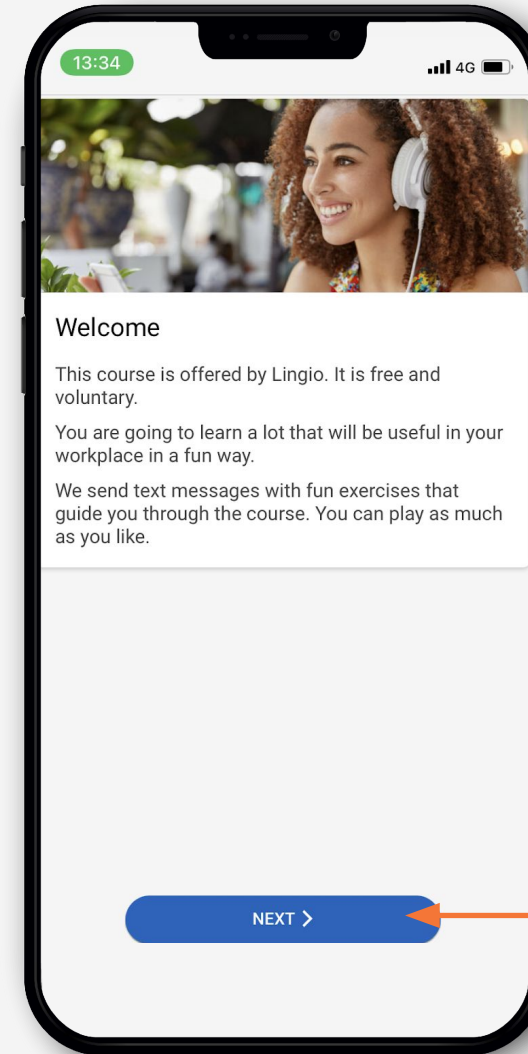 13:34
4G
Welcome
This course is offered by Lingio. It is free and
voluntary.
You are going to learn a lot that will be useful in your
workplace in a fun way.
We send text messages with fun exercises that
guide you through the course. You can play as much
as you like.
NEXT